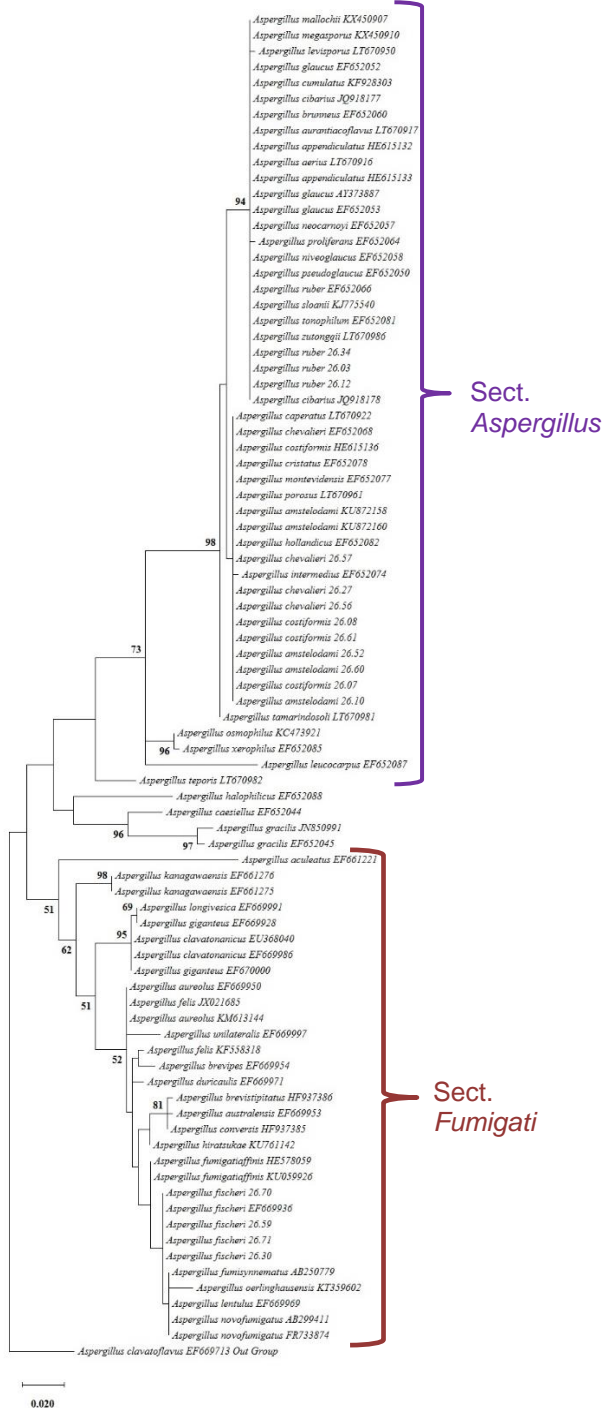 Aspergillus mallochii KX450907
Aspergillus megasporus KX450910
Aspergillus levisporus LT670950
Aspergillus glaucus EF652052
Aspergillus cumulatus KF928303
Aspergillus cibarius JQ918177
Aspergillus brunneus EF652060
Aspergillus aurantiacoflavus LT670917
Aspergillus appendiculatus HE615132
Aspergillus aerius LT670916
Aspergillus appendiculatus HE615133
Aspergillus glaucus AY373887
94
Aspergillus glaucus EF652053
Aspergillus neocarnoyi EF652057
Aspergillus proliferans EF652064
Aspergillus niveoglaucus EF652058
Aspergillus pseudoglaucus EF652050
Aspergillus ruber EF652066
Aspergillus sloanii KJ775540
Aspergillus tonophilum EF652081
Aspergillus zutongqii LT670986
Aspergillus ruber 26.34
Aspergillus ruber 26.03
Aspergillus ruber 26.12
Aspergillus cibarius JQ918178
Sect.
Aspergillus
Aspergillus caperatus LT670922
Aspergillus chevalieri EF652068
Aspergillus costiformis HE615136
Aspergillus cristatus EF652078
Aspergillus montevidensis EF652077
Aspergillus porosus LT670961
Aspergillus amstelodami KU872158
Aspergillus amstelodami KU872160
Aspergillus hollandicus EF652082
98
Aspergillus chevalieri 26.57
Aspergillus intermedius EF652074
Aspergillus chevalieri 26.27
Aspergillus chevalieri 26.56
Aspergillus costiformis 26.08
Aspergillus costiformis 26.61
73
Aspergillus amstelodami 26.52
Aspergillus amstelodami 26.60
Aspergillus costiformis 26.07
Aspergillus amstelodami 26.10
Aspergillus tamarindosoli LT670981
Aspergillus osmophilus KC473921
96
Aspergillus xerophilus EF652085
Aspergillus leucocarpus EF652087
Aspergillus teporis LT670982
Aspergillus halophilicus EF652088
Aspergillus caesiellus EF652044
96
Aspergillus gracilis JN850991
97
Aspergillus gracilis EF652045
Aspergillus aculeatus EF661221
51
98
Aspergillus kanagawaensis EF661276
Aspergillus kanagawaensis EF661275
69
Aspergillus longivesica EF669991
Aspergillus giganteus EF669928
95
Aspergillus clavatonanicus EU368040
62
Aspergillus clavatonanicus EF669986
Aspergillus giganteus EF670000
Aspergillus aureolus EF669950
51
Aspergillus felis JX021685
Aspergillus aureolus KM613144
Aspergillus unilateralis EF669997
52
Aspergillus felis KF558318
Aspergillus brevipes EF669954
Aspergillus duricaulis EF669971
Aspergillus brevistipitatus HF937386
81
Aspergillus australensis EF669953
Aspergillus conversis HF937385
Aspergillus hiratsukae KU761142
Sect.
Fumigati
Aspergillus fumigatiaffinis HE578059
Aspergillus fumigatiaffinis KU059926
Aspergillus fischeri 26.70
Aspergillus fischeri EF669936
Aspergillus fischeri 26.59
Aspergillus fischeri 26.71
Aspergillus fischeri 26.30
Aspergillus fumisynnematus AB250779
Aspergillus oerlinghausensis KT359602
Aspergillus lentulus EF669969
Aspergillus novofumigatus AB299411
Aspergillus novofumigatus FR733874
Aspergillus clavatoflavus EF669713 Out Group
0.020